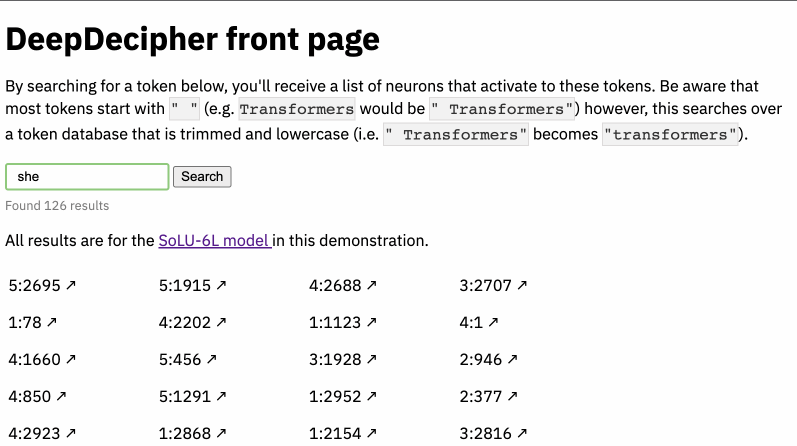 DeepDecipher front page
By searching for a token below, you'll receive a list of neurons that activate to these tokens. Be aware that
most tokens start with " " (e.g. Transformers would be " Transformers") however, this searches over
a token database that is trimmed and lowercase (i.e. " Transformers" becomes "transformers").
she Search
Found 126 results
All results are for the SoLU-6L model in this demonstration.
5:2695 ↗ 5:1915 ↗ 4:2688 ↗ 3:2707 ↗
1:78 ↗ 4:2202 ↗ 1:1123 ↗ 4:1 ↗
4:1660 ↗ 5:456 ↗ 3:1928 ↗ 2:946 ↗
4:850 ↗ 5:1291 ↗ 1:2952 ↗ 2:377 ↗
4:2923 ↗ 1:2868 ↗ 1:2154 ↗ 3:2816 ↗